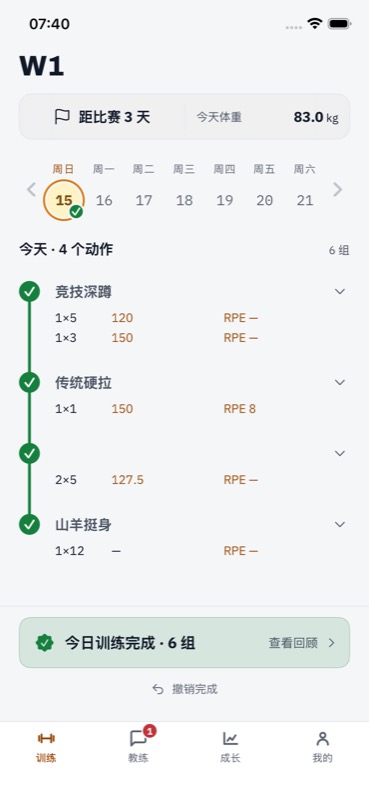 07:40
W1
距比赛 3 天 今天体重 83.0 kg
周日 周一 周二 周三 周四 周五 周六
15 16 17 18 19 20 21
今天 · 4 个动作 6 组
竞技深蹲
1×5 120 RPE —
1×3 150 RPE —
传统硬拉
1×1 150 RPE 8
2×5 127.5 RPE —
山羊挺身
1×12 — RPE —
今日训练完成 · 6 组 查看回顾
撤销完成
1
训练 教练 成长 我的